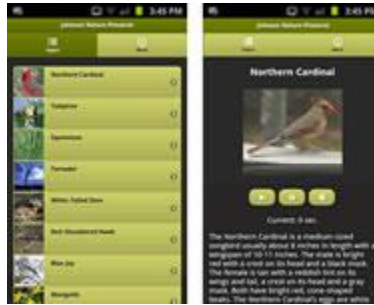 3:45 PM
Johnson Nature Preserve
Northern Cardinal
Tornado
White-Tailed Deer
Red-Shouldered Hawk
Blue Jay
Mosquito
3:45 PM
Johnson Nature Preserve
Northern Cardinal
Current: 0 sec.
The Northern Cardinal is a medium-sized
songbird usually about 8 inches in length with a
wingspan of 10-11 inches. The male is bright
red with a crest on its head and a black mask.
The female is tan with a reddish tint on its
wings and tail, a crest on its head and a gray
mask. Both have bright red, cone-shaped
beaks. The Northern Cardinal's eggs are white